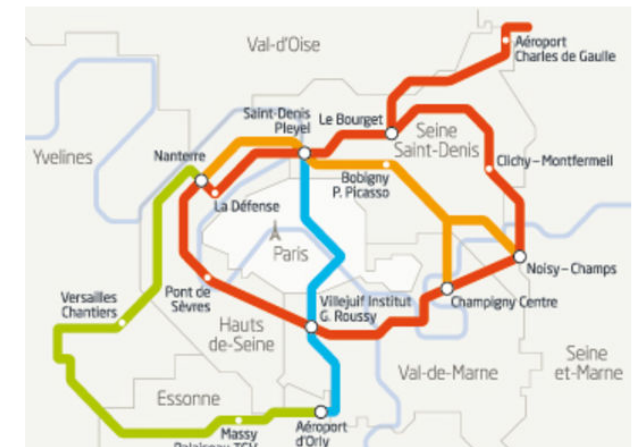 Val-d'Oise
Aéroport
Charles de Gaulle
Saint-Denis
Pleyel
Le Bourget
Seine
Saint-Denis
Yvelines
Nanterre
Clichy – Montfermeil
Bobigny
P. Picasso
La Défense
Paris
Noisy – Champs
Pont de
Sèvres
Versailles
Chantiers
Villejuif Institut
G. Roussy
Champigny Centre
Hauts
de-Seine
Val-de-Marne
Seine
et-Marne
Essonne
Massy
Palaiseau TGV
Aéroport
d'Orly